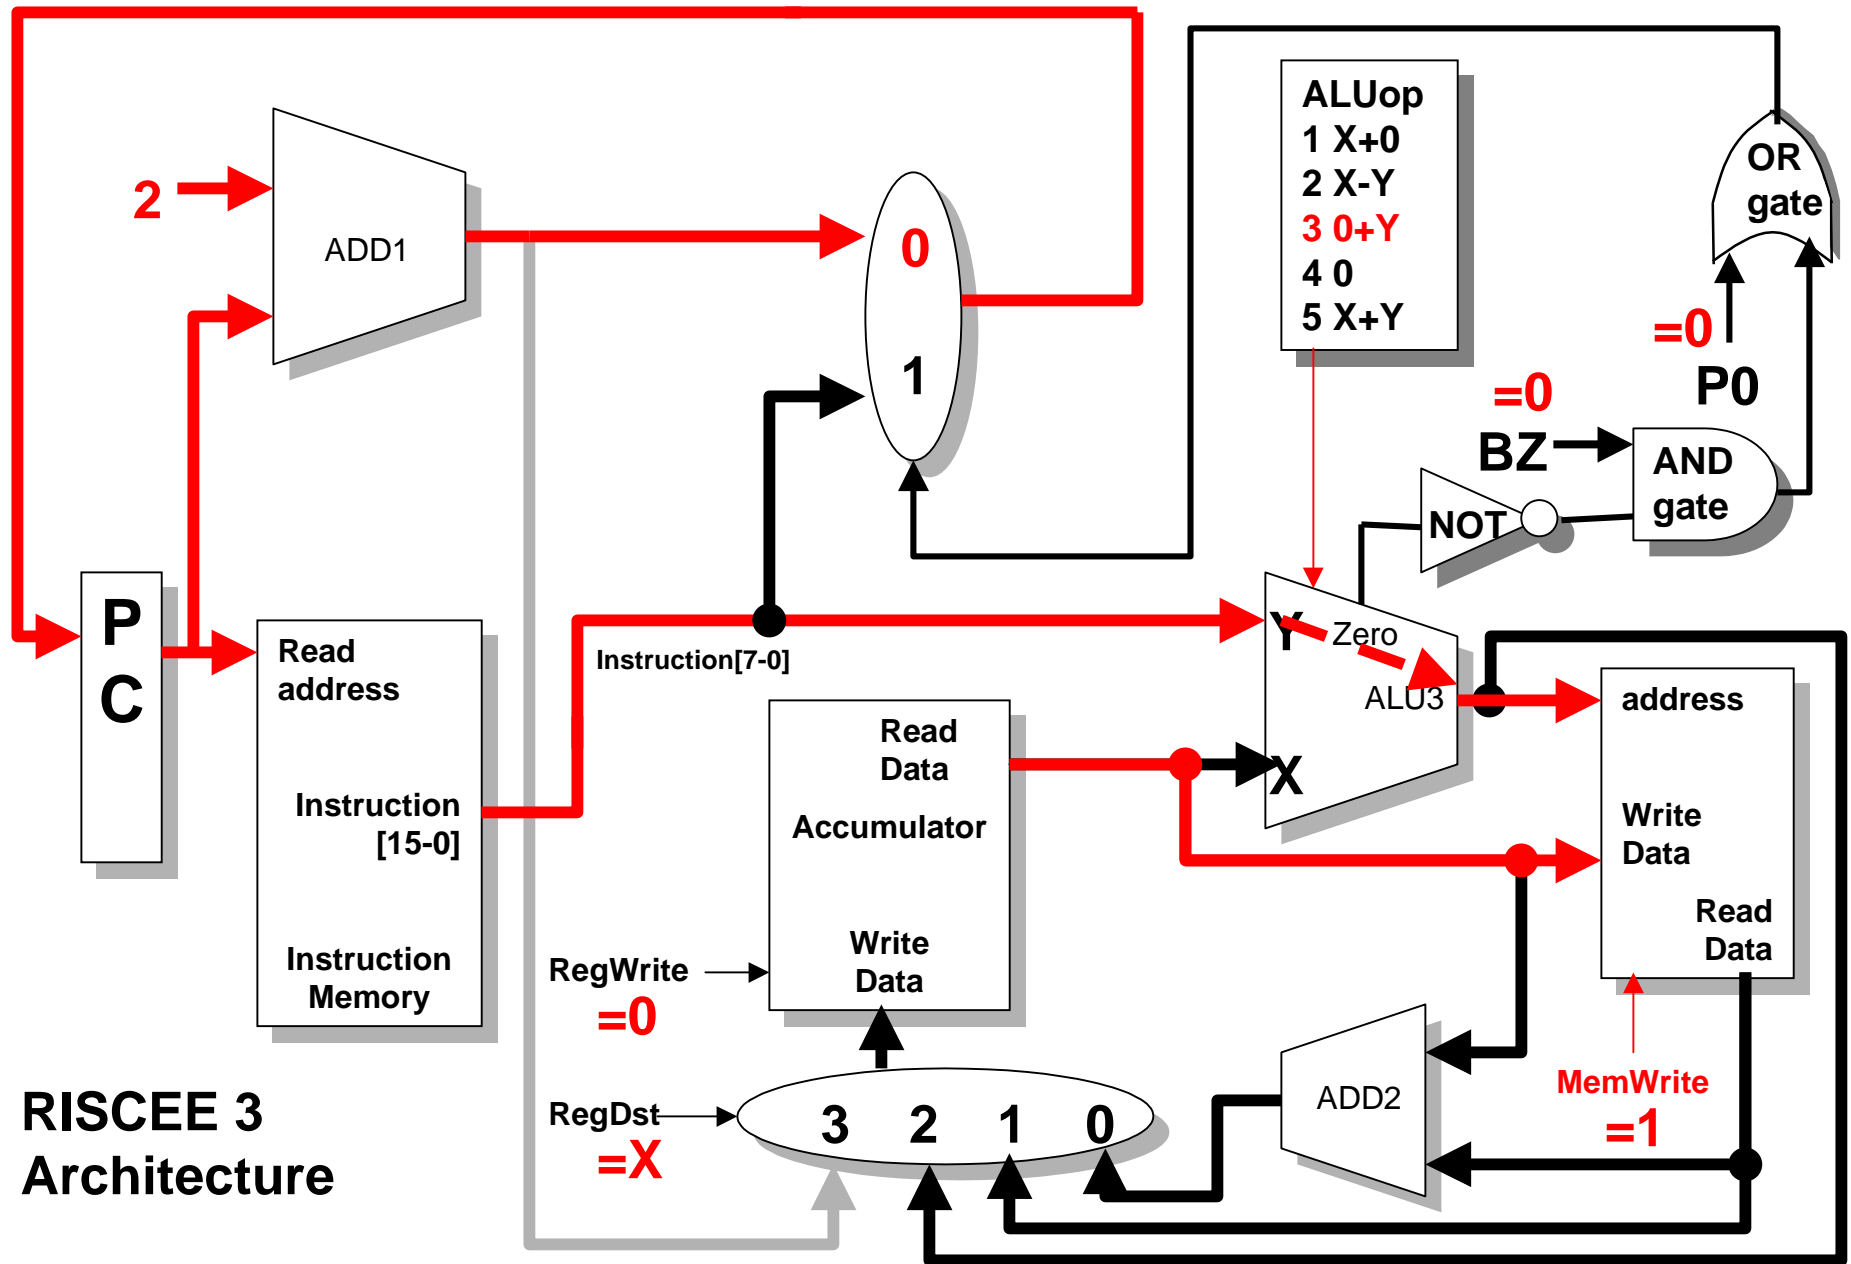 ALUop
1 X+0
2 X-Y
3 0+Y
4 0
5 X+Y
OR
gate
2
ADD1
0
1
=0
P0
=0
BZ
AND
gate
NOT
P
C
Read
address
Instruction
[15-0]
Instruction
Memory
Instruction[7-0]
Y
Zero
ALU3
X
Read
Data
Accumulator
Write
Data
address
Write
Data
Read
Data
RegWrite
=0
RegDst
=X
3 2 1 0
ADD2
MemWrite
=1
RISCEE 3
Architecture